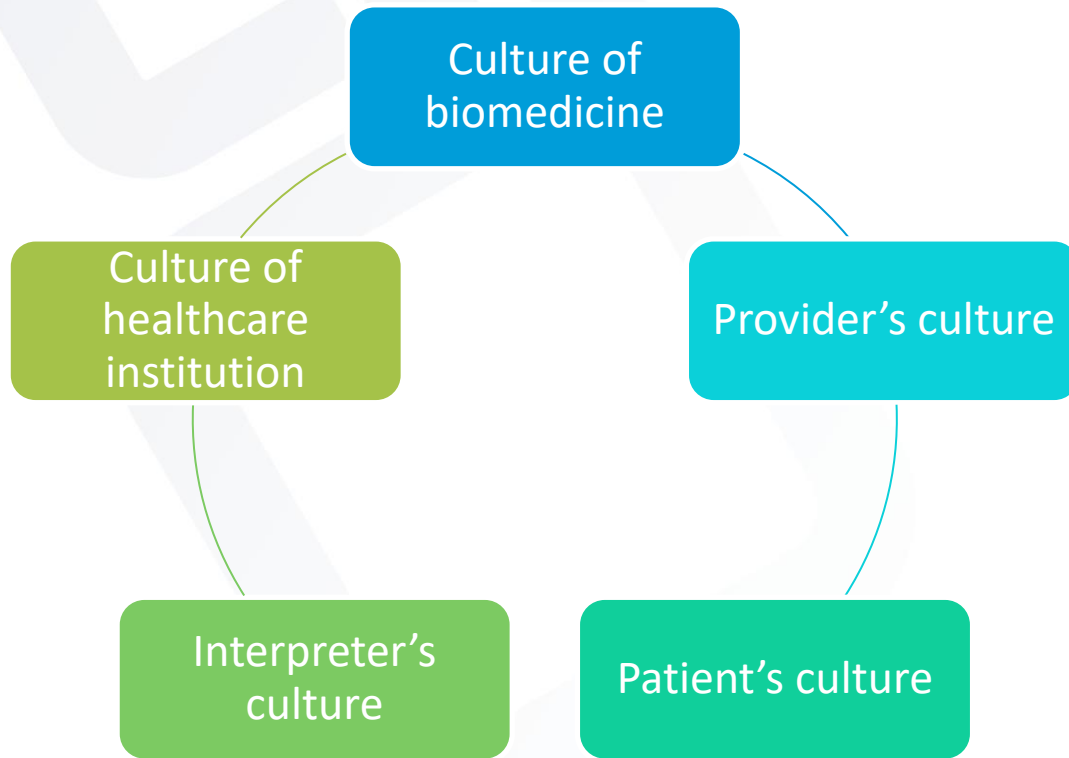 Culture of
biomedicine
Provider’s culture
Patient’s culture
Interpreter’s
culture
Culture of
healthcare
institution